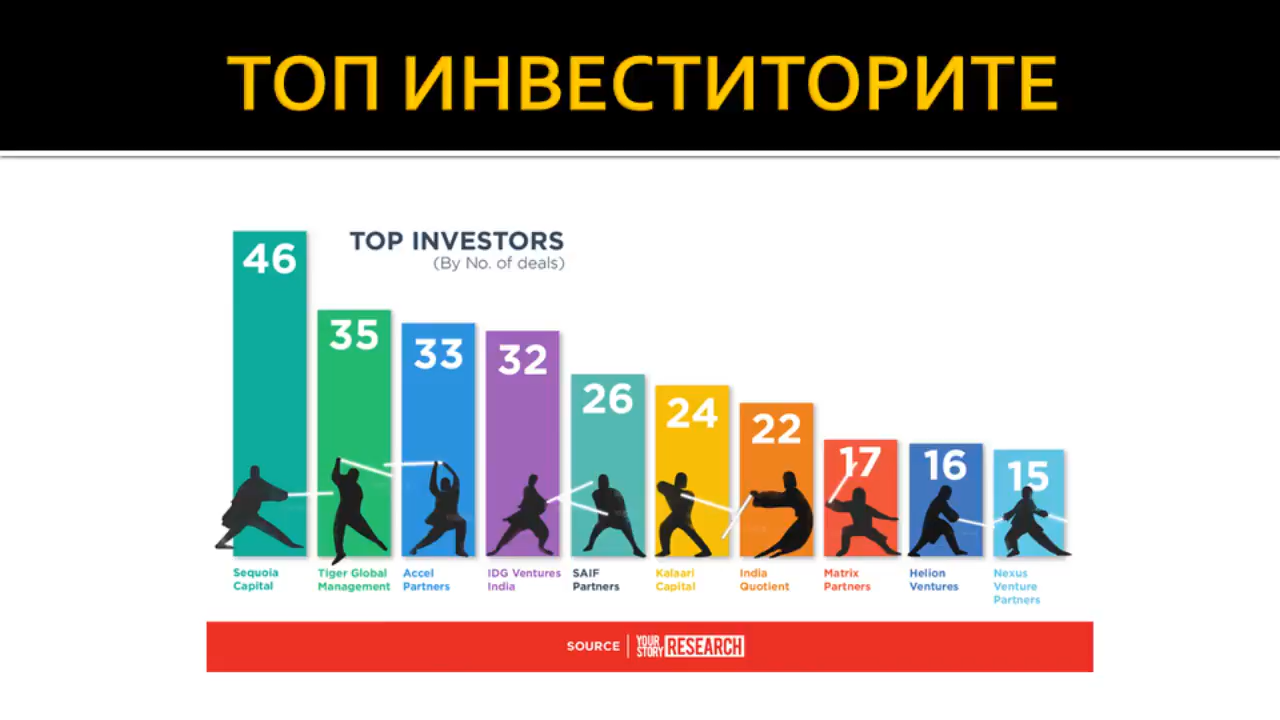 ТОП ИНВЕСТИТОРИТЕ
TOP INVESTORS
(By No. of deals)
46
35
33
32
26
24
22
17
16
15
Sequoia
Capital
Tiger Global
Management
Accel
Partners
IDG Ventures
India
SAIF
Partners
Kalaari
Capital
India
Quotient
Matrix
Partners
Helion
Ventures
Nexus
Venture
Partners
SOURCE
YOUR
STORY
RESEARCH